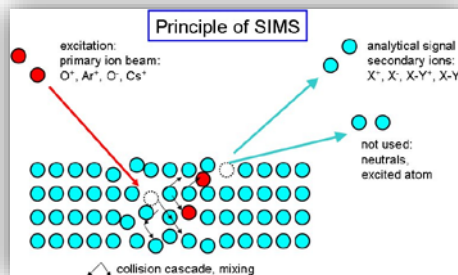 Principle of SIMS
excitation:
primary ion beam:
O⁺, Ar⁺, O⁻, Cs⁺
analytical signal
secondary ions:
X⁺, X⁻, X-Y⁺, X-Y
not used:
neutrals,
excited atom
collision cascade, mixing